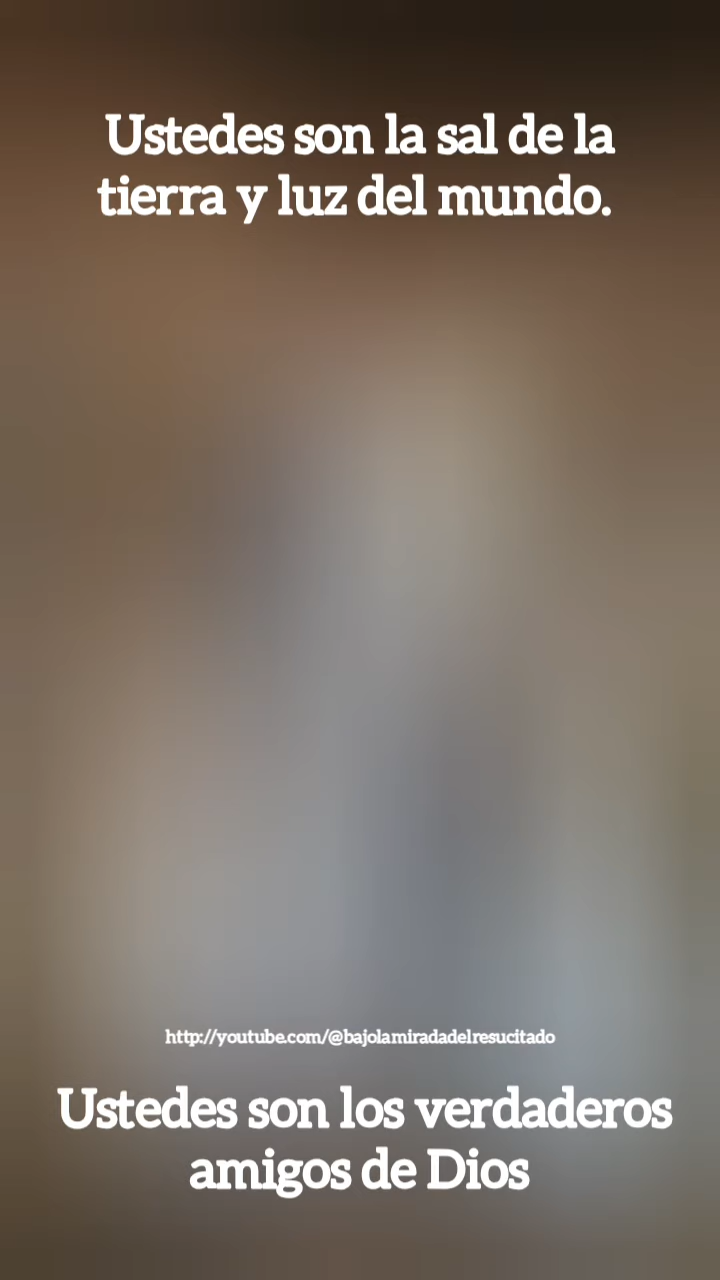 Ustedes son la sal de la
tierra y luz del mundo.
http://youtube.com/@bajolamiradadelresucitado
Ustedes son los verdaderos
amigos de Dios